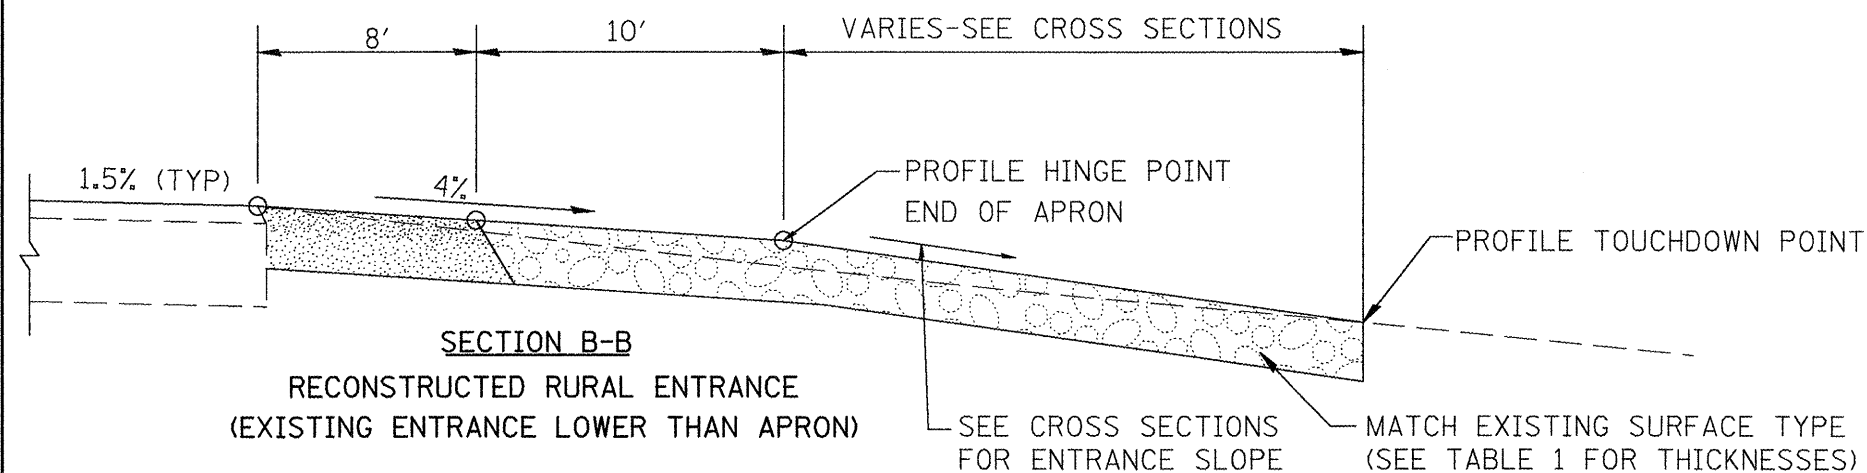 8'
10'
VARIES-SEE CROSS SECTIONS
1.5% (TYP)
4%
PROFILE HINGE POINT
END OF APRON
PROFILE TOUCHDOWN POINT
SECTION B-B
RECONSTRUCTED RURAL ENTRANCE
(EXISTING ENTRANCE LOWER THAN APRON)
SEE CROSS SECTIONS
FOR ENTRANCE SLOPE
MATCH EXISTING SURFACE TYPE
(SEE TABLE 1 FOR THICKNESSES)